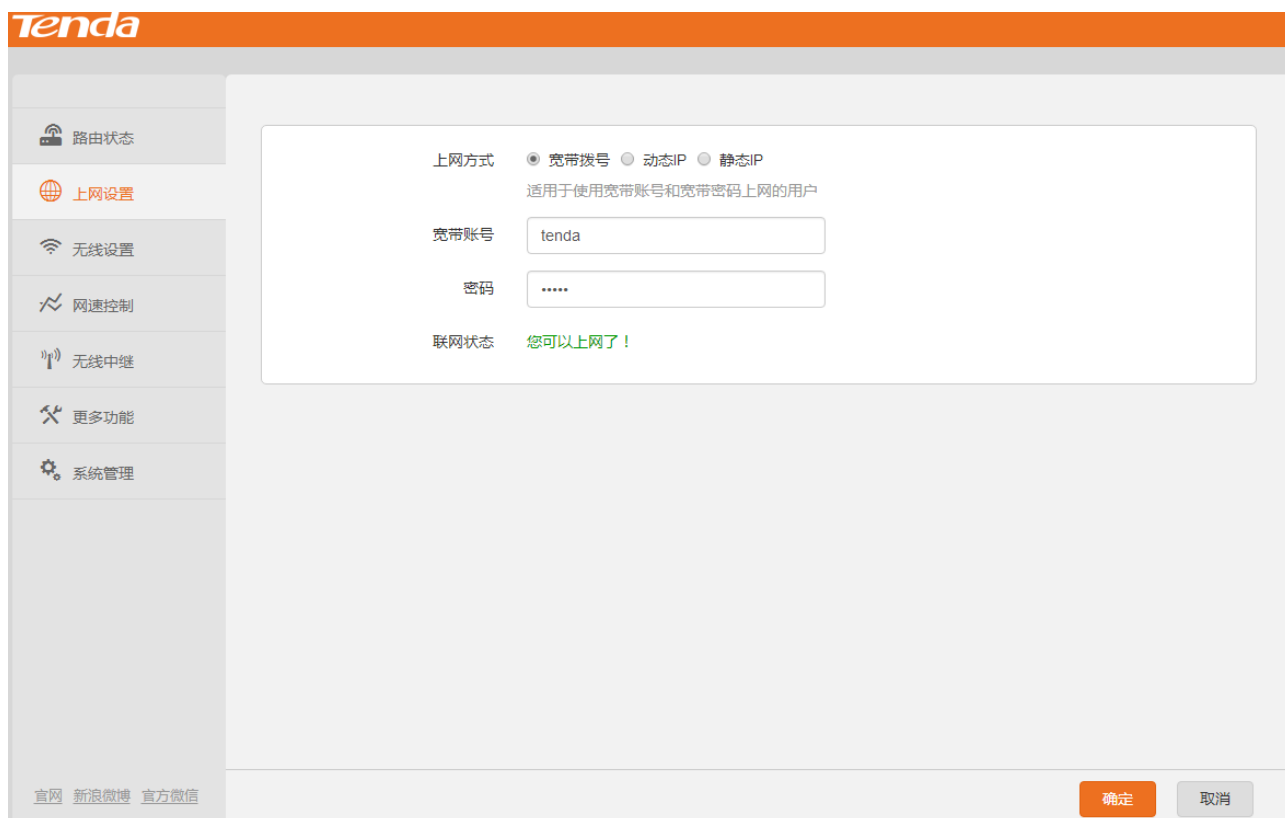 Tenda
路由状态
上网设置
无线设置
网速控制
无线中继
更多功能
系统管理
上网方式 宽带拨号 动态IP 静态IP
适用于使用宽带账号和宽带密码上网的用户
宽带账号 tenda
密码 •••••
联网状态 您可以上网了！
官网 新浪微博 官方微信
确定 取消